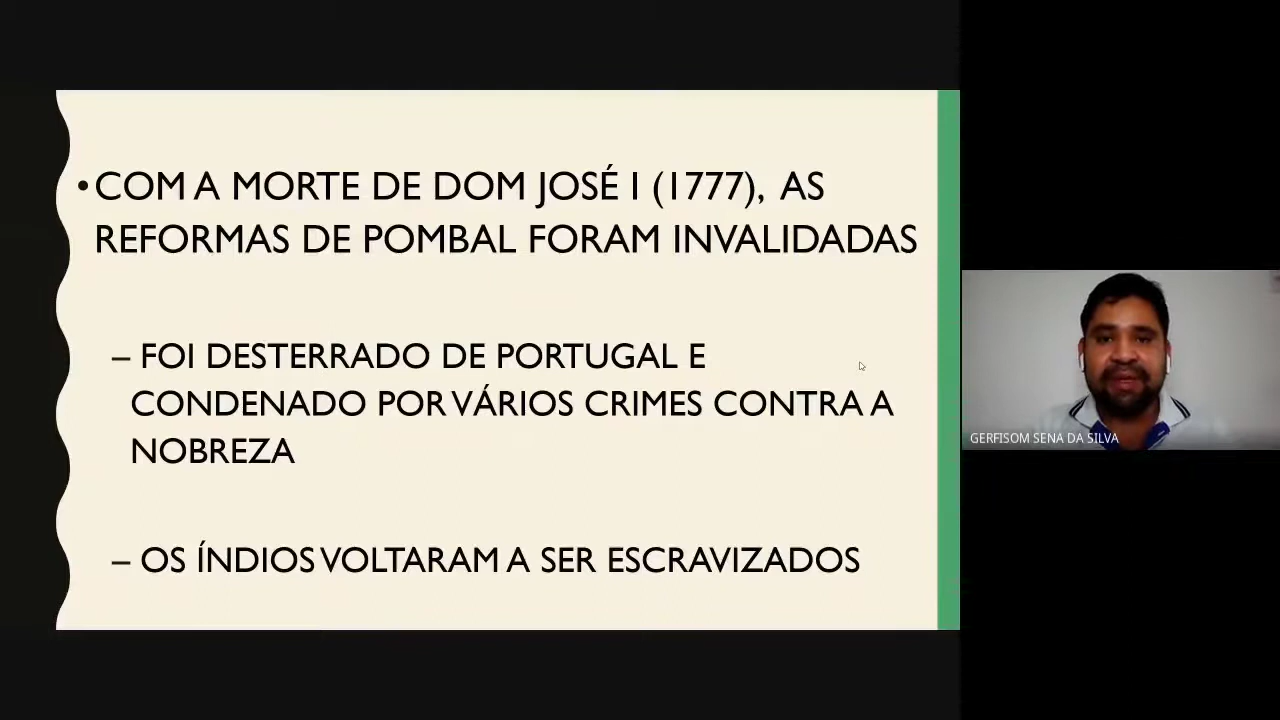 • COM A MORTE DE DOM JOSÉ I (1777), AS
REFORMAS DE POMBAL FORAM INVALIDADAS
– FOI DESTERRADO DE PORTUGAL E
CONDENADO POR VÁRIOS CRIMES CONTRA A
NOBREZA
– OS ÍNDIOS VOLTARAM A SER ESCRAVIZADOS
GERFISOM SENA DA SILVA